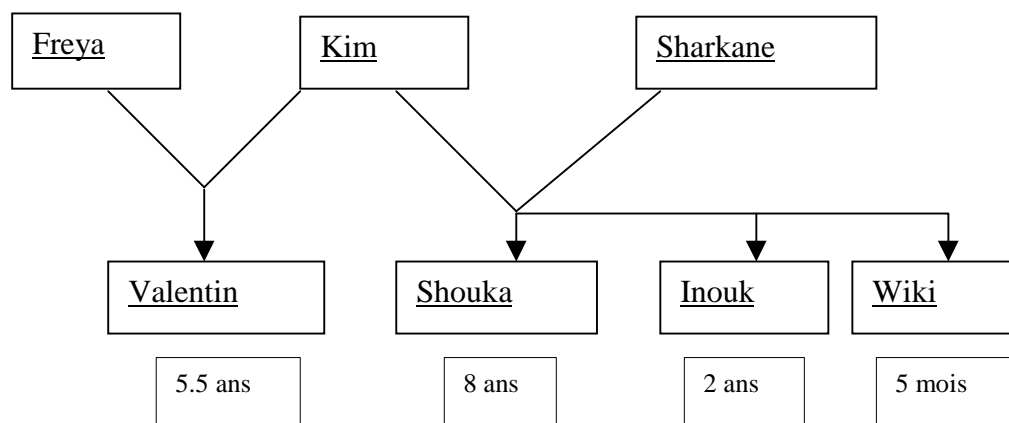 Freya
Kim
Sharkane
Valentin
Shouka
Inouk
Wiki
5.5 ans
8 ans
2 ans
5 mois